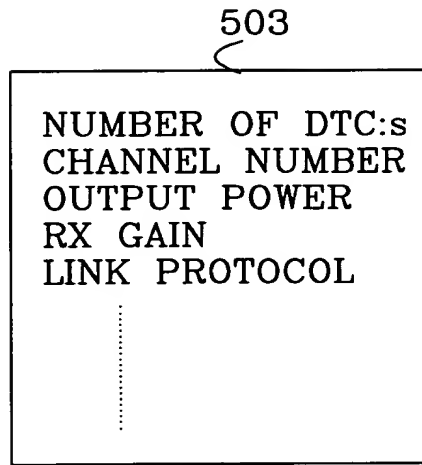 503
NUMBER OF DTC:s
CHANNEL NUMBER
OUTPUT POWER
RX GAIN
LINK PROTOCOL